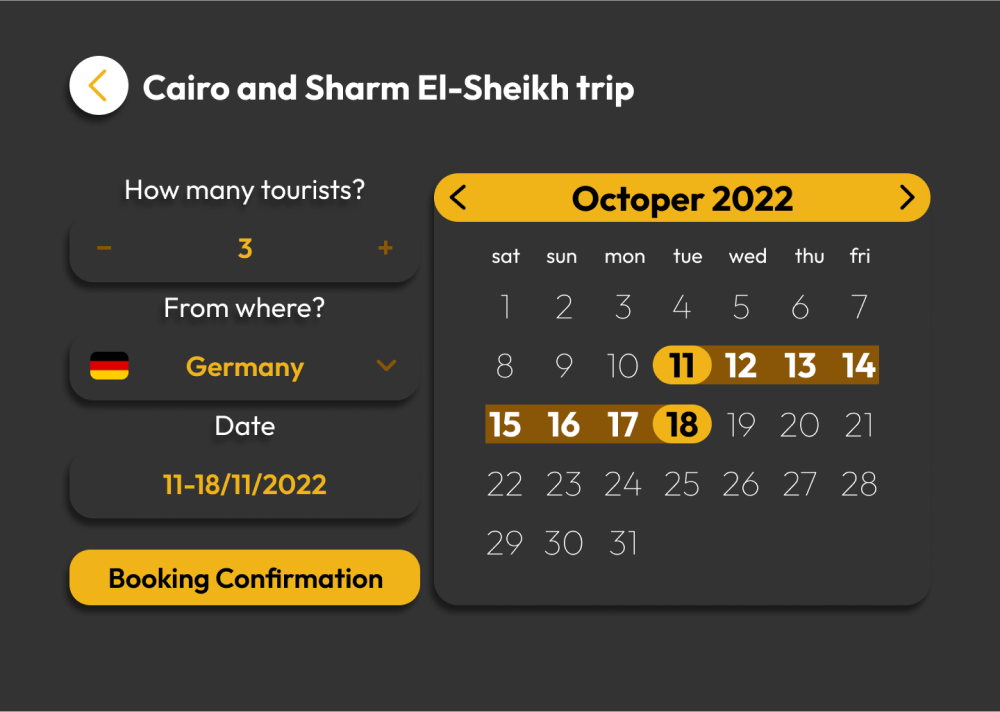 Cairo and Sharm El-Sheikh trip
How many tourists?
− 3 +
From where?
Germany
Date
11-18/11/2022
Booking Confirmation
Octoper 2022
sat sun mon tue wed thu fri
1 2 3 4 5 6 7
8 9 10 11 12 13 14
15 16 17 18 19 20 21
22 23 24 25 26 27 28
29 30 31